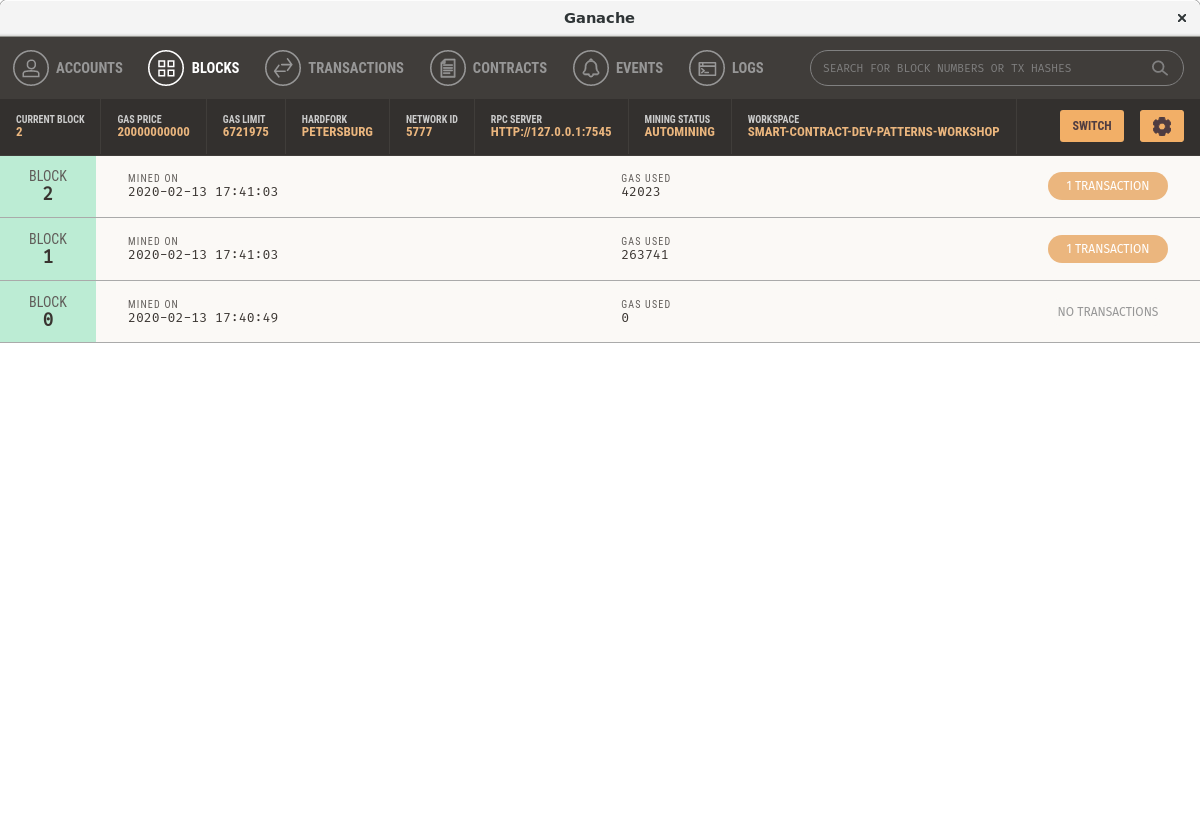 Ganache
ACCOUNTS BLOCKS TRANSACTIONS CONTRACTS EVENTS LOGS SEARCH FOR BLOCK NUMBERS OR TX HASHES
CURRENT BLOCK GAS PRICE GAS LIMIT HARDFORK NETWORK ID RPC SERVER MINING STATUS WORKSPACE
2 20000000000 6721975 PETERSBURG 5777 HTTP://127.0.0.1:7545 AUTOMINING SMART-CONTRACT-DEV-PATTERNS-WORKSHOP
SWITCH
BLOCK MINED ON GAS USED
2 2020-02-13 17:41:03 42023 1 TRANSACTION
BLOCK MINED ON GAS USED
1 2020-02-13 17:41:03 263741 1 TRANSACTION
BLOCK MINED ON GAS USED
0 2020-02-13 17:40:49 0 NO TRANSACTIONS